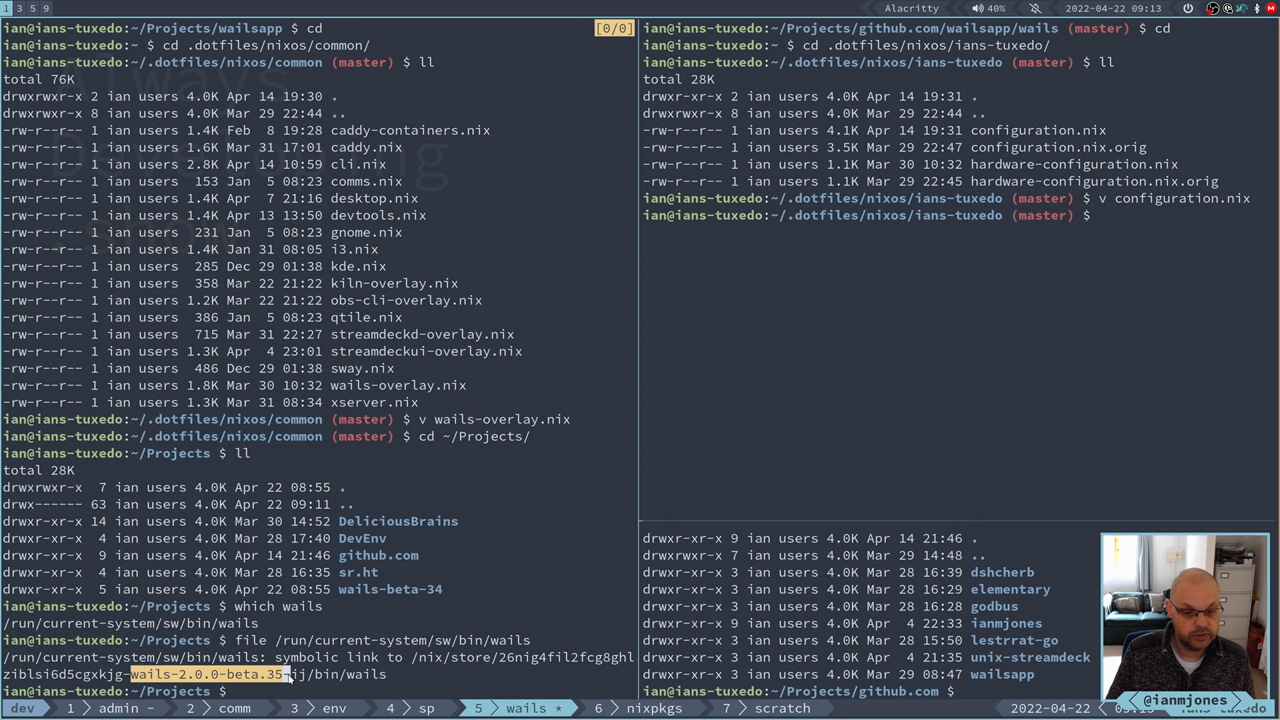 1 3 5 9
Alacritty
40%
2022-04-22 09:13
ian@ians-tuxedo:~/Projects/wailsapp $ cd
[0/0]
ian@ians-tuxedo:~ $ cd .dotfiles/nixos/common/
ian@ians-tuxedo:~/.dotfiles/nixos/common (master) $ ll
total 76K
drwxrwxr-x 2 ian users 4.0K Apr 14 19:30 .
drwxrwxr-x 8 ian users 4.0K Mar 29 22:44 ..
-rw-r--r-- 1 ian users 1.4K Feb  8 19:28 caddy-containers.nix
-rw-r--r-- 1 ian users 1.6K Mar 31 17:01 caddy.nix
-rw-r--r-- 1 ian users 2.8K Apr 14 10:59 cli.nix
-rw-r--r-- 1 ian users  153 Jan  5 08:23 comms.nix
-rw-r--r-- 1 ian users 1.4K Apr  7 21:16 desktop.nix
-rw-r--r-- 1 ian users 1.4K Apr 13 13:50 devtools.nix
-rw-r--r-- 1 ian users  231 Jan  5 08:23 gnome.nix
-rw-r--r-- 1 ian users 1.4K Jan 31 08:05 i3.nix
-rw-r--r-- 1 ian users  285 Dec 29 01:38 kde.nix
-rw-r--r-- 1 ian users  358 Mar 22 21:22 kiln-overlay.nix
-rw-r--r-- 1 ian users 1.2K Mar 22 21:22 obs-cli-overlay.nix
-rw-r--r-- 1 ian users  386 Jan  5 08:23 qtile.nix
-rw-r--r-- 1 ian users  715 Mar 31 22:27 streamdeckd-overlay.nix
-rw-r--r-- 1 ian users 1.3K Apr  4 23:01 streamdeckui-overlay.nix
-rw-r--r-- 1 ian users  486 Dec 29 01:38 sway.nix
-rw-r--r-- 1 ian users 1.8K Mar 30 10:32 wails-overlay.nix
-rw-r--r-- 1 ian users 1.3K Mar 31 08:34 xserver.nix
ian@ians-tuxedo:~/.dotfiles/nixos/common (master) $ v wails-overlay.nix
ian@ians-tuxedo:~/.dotfiles/nixos/common (master) $ cd ~/Projects/
ian@ians-tuxedo:~/Projects $ ll
total 28K
drwxrwxr-x  7 ian users 4.0K Apr 22 08:55 .
drwx------ 63 ian users 4.0K Apr 22 09:11 ..
drwxr-xr-x 14 ian users 4.0K Mar 30 14:52 DeliciousBrains
drwxr-xr-x  4 ian users 4.0K Mar 28 17:40 DevEnv
drwxr-xr-x  9 ian users 4.0K Apr 14 21:46 github.com
drwxr-xr-x  4 ian users 4.0K Mar 28 16:35 sr.ht
drwxr-xr-x  5 ian users 4.0K Apr 22 08:55 wails-beta-34
ian@ians-tuxedo:~/Projects $ which wails
/run/current-system/sw/bin/wails
ian@ians-tuxedo:~/Projects $ file /run/current-system/sw/bin/wails
/run/current-system/sw/bin/wails: symbolic link to /nix/store/26nig4fil2fcg8ghl
ziblsi6d5cgxkjg-wails-2.0.0-beta.35-ij/bin/wails
ian@ians-tuxedo:~/Projects $
ian@ians-tuxedo:~/Projects/github.com/wailsapp/wails (master) $ cd
ian@ians-tuxedo:~ $ cd .dotfiles/nixos/ians-tuxedo/
ian@ians-tuxedo:~/.dotfiles/nixos/ians-tuxedo (master) $ ll
total 28K
drwxrwxr-x 2 ian users 4.0K Apr 14 19:31 .
drwxrwxr-x 8 ian users 4.0K Mar 29 22:44 ..
-rw-r--r-- 1 ian users 4.1K Apr 14 19:31 configuration.nix
-rw-r--r-- 1 ian users 3.5K Mar 29 22:47 configuration.nix.orig
-rw-r--r-- 1 ian users 1.1K Mar 30 10:32 hardware-configuration.nix
-rw-r--r-- 1 ian users 1.1K Mar 29 22:45 hardware-configuration.nix.orig
ian@ians-tuxedo:~/.dotfiles/nixos/ians-tuxedo (master) $ v configuration.nix
ian@ians-tuxedo:~/.dotfiles/nixos/ians-tuxedo (master) $
drwxr-xr-x 9 ian users 4.0K Apr 14 21:46 .
drwxrwxr-x 7 ian users 4.0K Mar 29 14:48 ..
drwxr-xr-x 3 ian users 4.0K Mar 28 16:39 dshcherb
drwxr-xr-x 3 ian users 4.0K Mar 28 16:39 elementary
drwxr-xr-x 3 ian users 4.0K Mar 28 16:28 godbus
drwxr-xr-x 3 ian users 4.0K Apr  4 22:33 ianmjones
drwxr-xr-x 3 ian users 4.0K Mar 28 15:50 lestrrat-go
drwxr-xr-x 4 ian users 4.0K Apr  4 21:35 unix-streamdeck
drwxr-xr-x 3 ian users 4.0K Mar 29 08:47 wailsapp
ian@ians-tuxedo:~/Projects/github.com $
@ianmjones
dev 1 admin - 2 comm 3 env 4 sp 5 wails * 6 nixpkgs 7 scratch 2022-04-22
Always
Developing